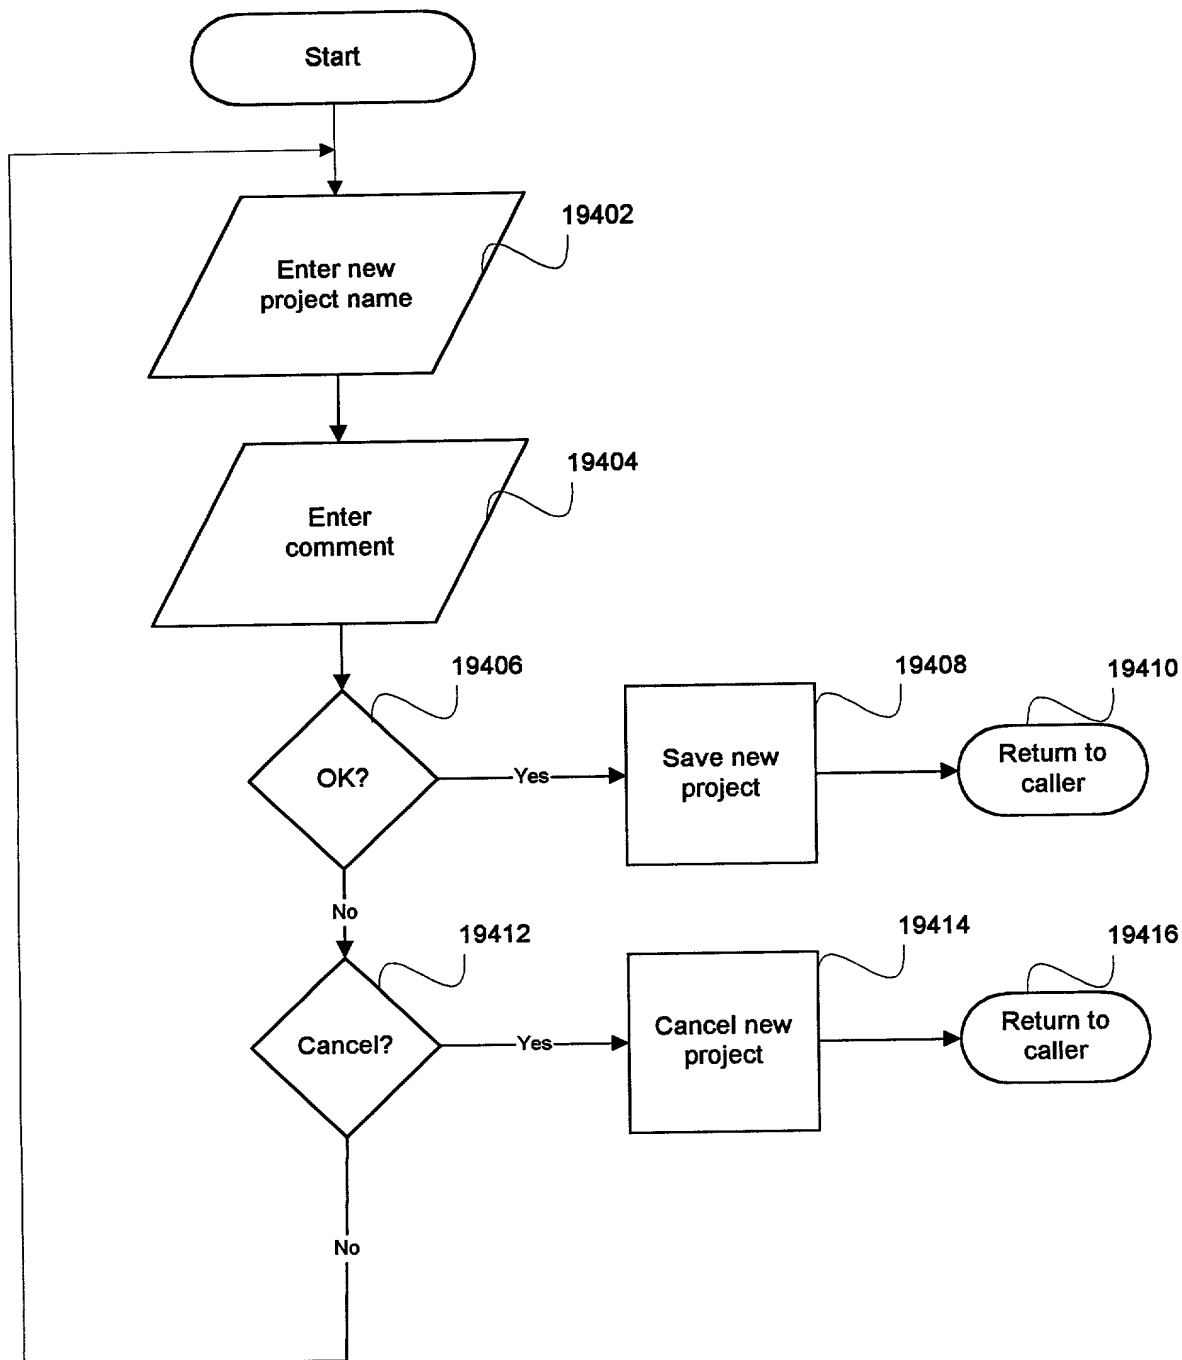 Start
19402
Enter new
project name
19404
Enter
comment
19406
19408
19410
OK?
Yes
Save new
project
Return to
caller
No
19412
19414
19416
Cancel?
Yes
Cancel new
project
Return to
caller
No